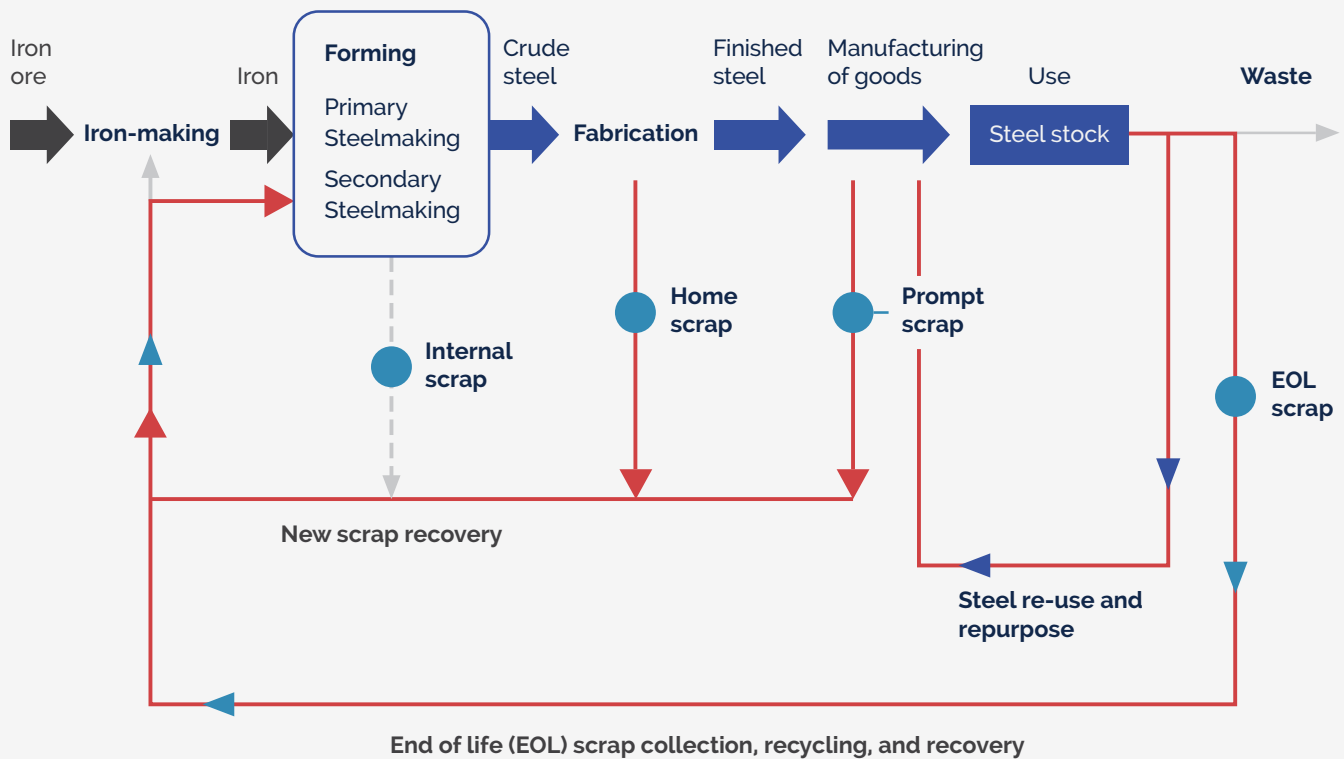 Iron
ore
Iron-making
Iron
Forming
Primary
Steelmaking
Secondary
Steelmaking
Crude
steel
Fabrication
Finished
steel
Manufacturing
of goods
Use
Steel stock
Waste
Internal
scrap
Home
scrap
Prompt
scrap
EOL
scrap
New scrap recovery
Steel re-use and
repurpose
End of life (EOL) scrap collection, recycling, and recovery